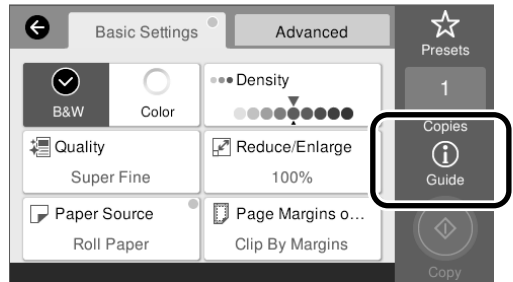 Basic Settings
Advanced
Presets
B&W
Color
Density
1
Copies
Quality
Super Fine
Reduce/Enlarge
100%
Guide
Paper Source
Roll Paper
Page Margins o...
Clip By Margins
Copy